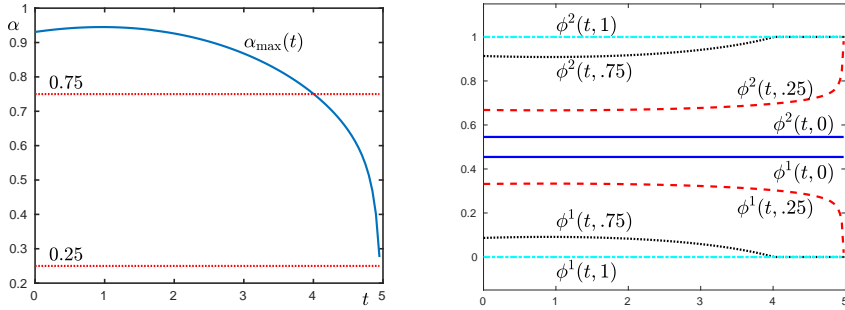 α
1
0.9
0.8
0.7
0.6
0.5
0.4
0.3
0.2
0 1 2 3 4 5
t
α_max(t)
0.75
0.25
1
0.8
0.6
0.4
0.2
0
0 1 2 3 4 5
ϕ²(t, 1)
ϕ²(t, .75)
ϕ²(t, .25)
ϕ²(t, 0)
ϕ¹(t, 0)
ϕ¹(t, .25)
ϕ¹(t, .75)
ϕ¹(t, 1)